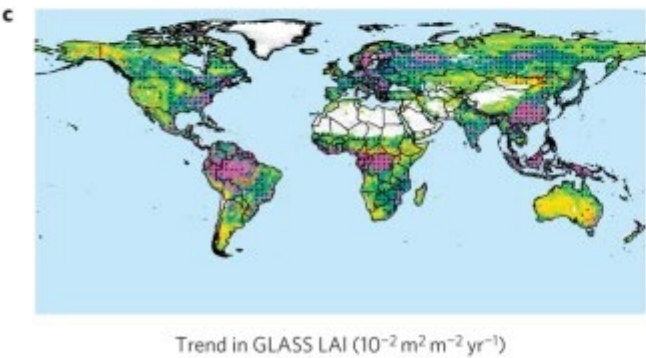 c
Trend in GLASS LAI (10⁻² m² m⁻² yr⁻¹)